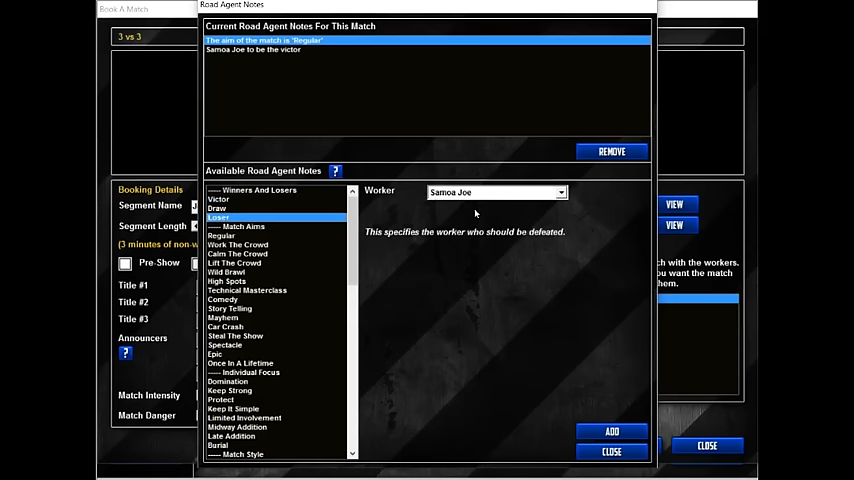 Book A Match
Road Agent Notes
3 vs 3
Current Road Agent Notes For This Match
The aim of the match is "Regular"
Samoa Joe to be the victor
REMOVE
Available Road Agent Notes ?
----- Winners And Losers
Victor
Draw
Loser
----- Match Aims
Regular
Work The Crowd
Calm The Crowd
Lift The Crowd
Wild Brawl
High Spots
Technical Masterclass
Comedy
Story Telling
Mayhem
Car Crash
Steal The Show
Spectacle
Epic
Once In A Lifetime
----- Individual Focus
Domination
Keep Strong
Protect
Keep It Simple
Limited Involvement
Midway Addition
Late Addition
Burial
----- Match Style
Worker
Samoa Joe
This specifies the worker who should be defeated.
ADD
CLOSE
Booking Details
Segment Name
Segment Length
(3 minutes of non-w
Pre-Show
Title #1
Title #2
Title #3
Announcers
?
Match Intensity
Match Danger
VIEW
VIEW
ch with the workers.
ou want the match
hem.
CLOSE